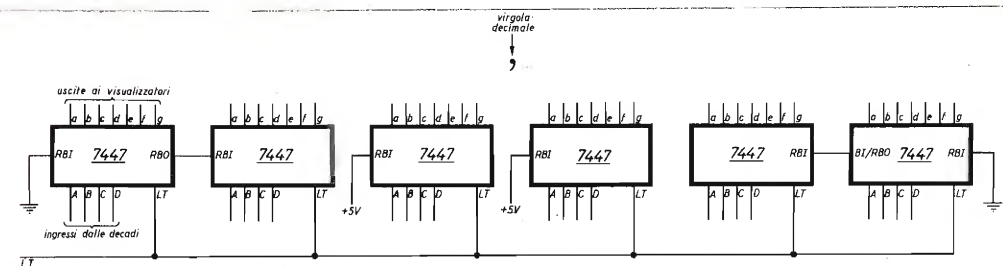 virgola
decimale
,
uscite ai visualizzatori
a b c d e f g
a b c d e f g
a b c d e f g
a b c d e f g
a b c d e f g
a b c d e f g
RBI 7447 RBO
RBI 7447
RBI 7447
RBI 7447
7447 RBI
BI/RBO 7447 RBI
A B C D LT
A B C D LT
+5V A B C D LT
+5V A B C D LT
A B C D LT
A B C D LT
ingressi dalle decadi
LT